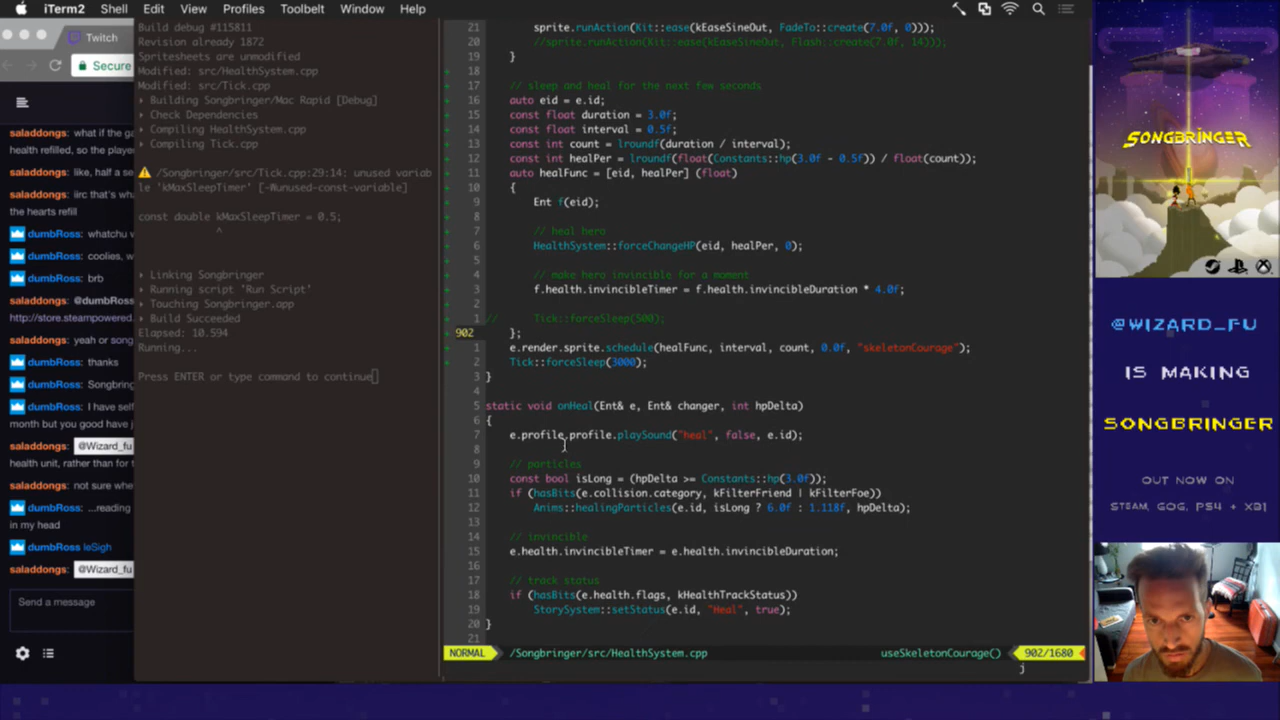 iTerm2 Shell Edit View Profiles Toolbelt Window Help
Twitch
Secure
saladdongs: what if the ga
health refilled, so the player
saladdongs: like, half a se
saladdongs: iirc that's wha
the hearts refill
dumbRoss: whatchu w
dumbRoss: coolies, w
dumbRoss: brb
saladdongs: @dumbRoss
http://store.steampowered.
saladdongs: yeah or song
dumbRoss: thanks
dumbRoss: Songbring
dumbRoss: I have self
month but you good have j
saladdongs: @Wizard_fu
health unit, rather than for t
saladdongs: not sure whe
dumbRoss: ...reading
in my head
dumbRoss leSigh
saladdongs: @Wizard_fu
Send a message
Build debug #115811
Revision already 1872
Spritesheets are unmodified
Modified: src/HealthSystem.cpp
Modified: src/Tick.cpp
▸ Building Songbringer/Mac Rapid [Debug]
▸ Check Dependencies
▸ Compiling HealthSystem.cpp
▸ Compiling Tick.cpp
⚠ /Songbringer/src/Tick.cpp:29:14: unused variab
le 'kMaxSleepTimer' [-Wunused-const-variable]
const double kMaxSleepTimer = 0.5;
^
▸ Linking Songbringer
▸ Running script 'Run Script'
▸ Touching Songbringer.app
▸ Build Succeeded
Elapsed: 10.594
Running...
Press ENTER or type command to continue
21 sprite.runAction(Kit::ease(kEaseSineOut, FadeTo::create(7.0f, 0)));
20 //sprite.runAction(Kit::ease(kEaseSineOut, Flash::create(7.0f, 14)));
19 }
18
17 // sleep and heal for the next few seconds
16 auto eid = e.id;
15 const float duration = 3.0f;
14 const float interval = 0.5f;
13 const int count = lroundf(duration / interval);
12 const int healPer = lroundf(float(Constants::hp(3.0f - 0.5f)) / float(count));
11 auto healFunc = [eid, healPer] (float)
10 {
9 Ent f(eid);
8
7 // heal hero
6 HealthSystem::forceChangeHP(eid, healPer, 0);
5
4 // make hero invincible for a moment
3 f.health.invincibleTimer = f.health.invincibleDuration * 4.0f;
2
1 // Tick::forceSleep(500);
902 };
1 e.render.sprite.schedule(healFunc, interval, count, 0.0f, "skeletonCourage");
2 Tick::forceSleep(3000);
3 }
4
5 static void onHeal(Ent& e, Ent& changer, int hpDelta)
6 {
7 e.profile.profile.playSound("heal", false, e.id);
8
9 // particles
10 const bool isLong = (hpDelta >= Constants::hp(3.0f));
11 if (hasBits(e.collision.category, kFilterFriend | kFilterFoe))
12 Anims::healingParticles(e.id, isLong ? 6.0f : 1.118f, hpDelta);
13
14 // invincible
15 e.health.invincibleTimer = e.health.invincibleDuration;
16
17 // track status
18 if (hasBits(e.health.flags, kHealthTrackStatus))
19 StorySystem::setStatus(e.id, "Heal", true);
20 }
21
NORMAL /Songbringer/src/HealthSystem.cpp useSkeletonCourage() 902/1680
j
SONGBRINGER
@WIZARD_FU
IS MAKING
SONGBRINGER
OUT NOW ON
STEAM, GOG, PS4 + XB1